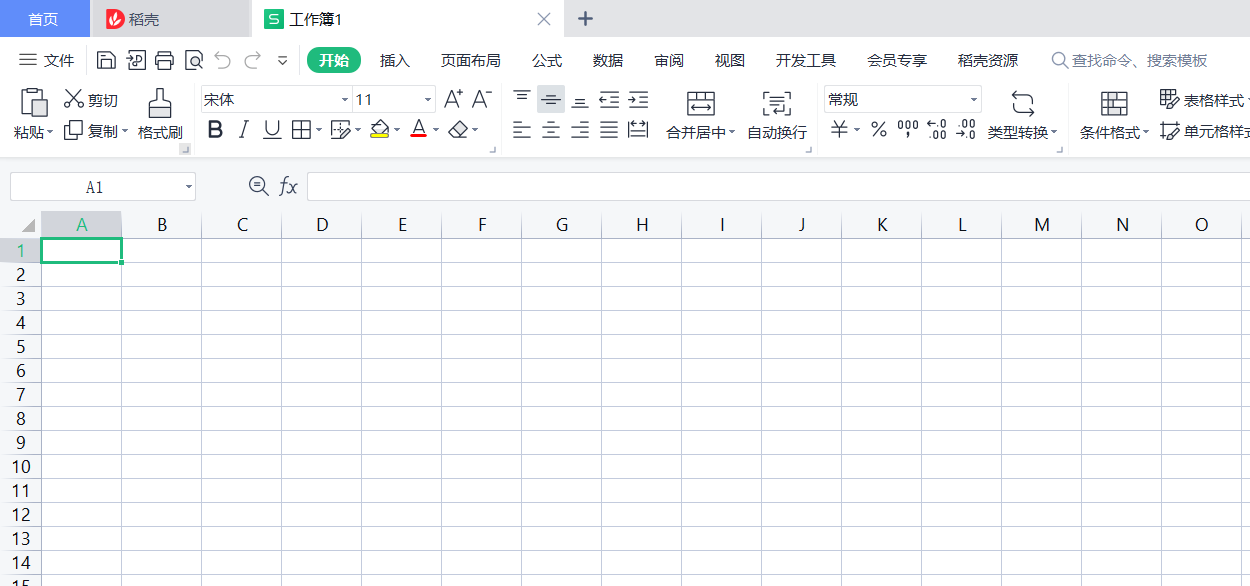 首页 稻壳 S 工作簿1
文件 开始 插入 页面布局 公式 数据 审阅 视图 开发工具 会员专享 稻壳资源 查找命令、搜索模板
剪切 宋体 11 A+ A- 常规 表格样式
粘贴 复制 格式刷 B I U A 合并居中 自动换行 ¥ % 000 , .00 .00 类型转换 条件格式 单元格样式
A1 fx
A B C D E F G H I J K L M N O
1
2
3
4
5
6
7
8
9
10
11
12
13
14
15